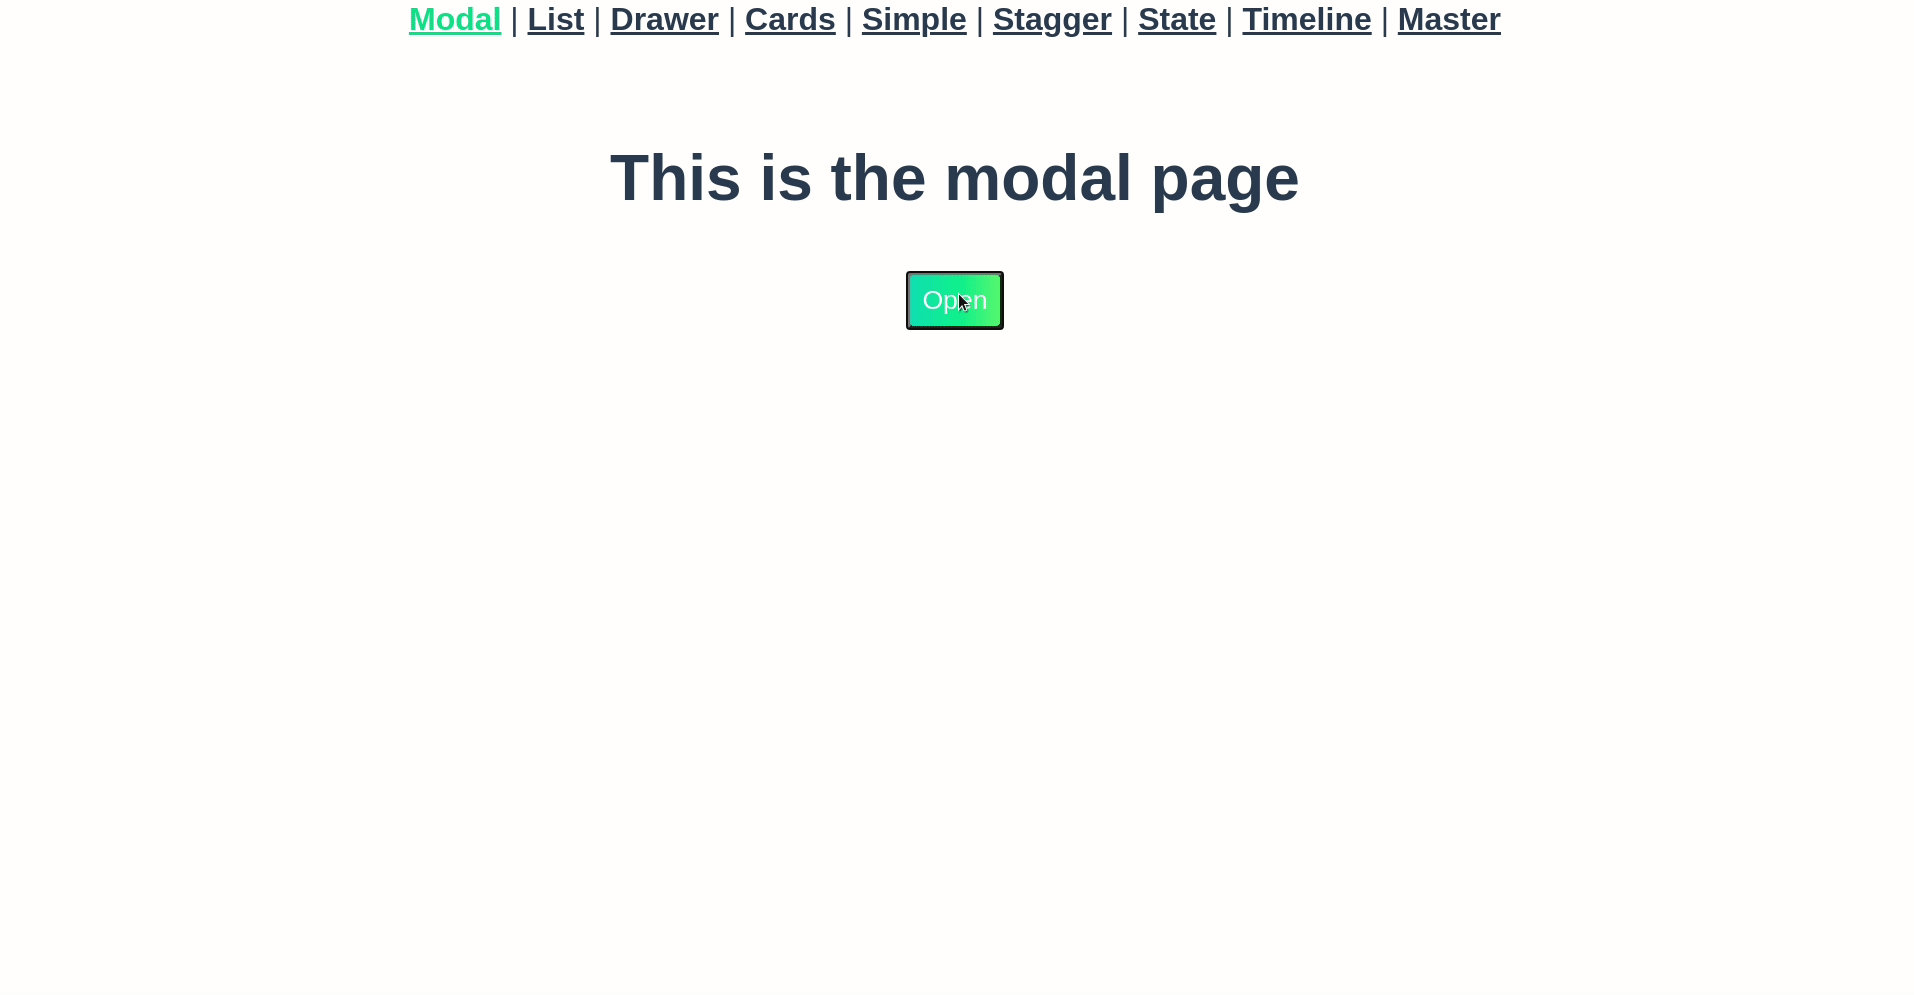 Modal | List | Drawer | Cards | Simple | Stagger | State | Timeline | Master
This is the modal page
Open